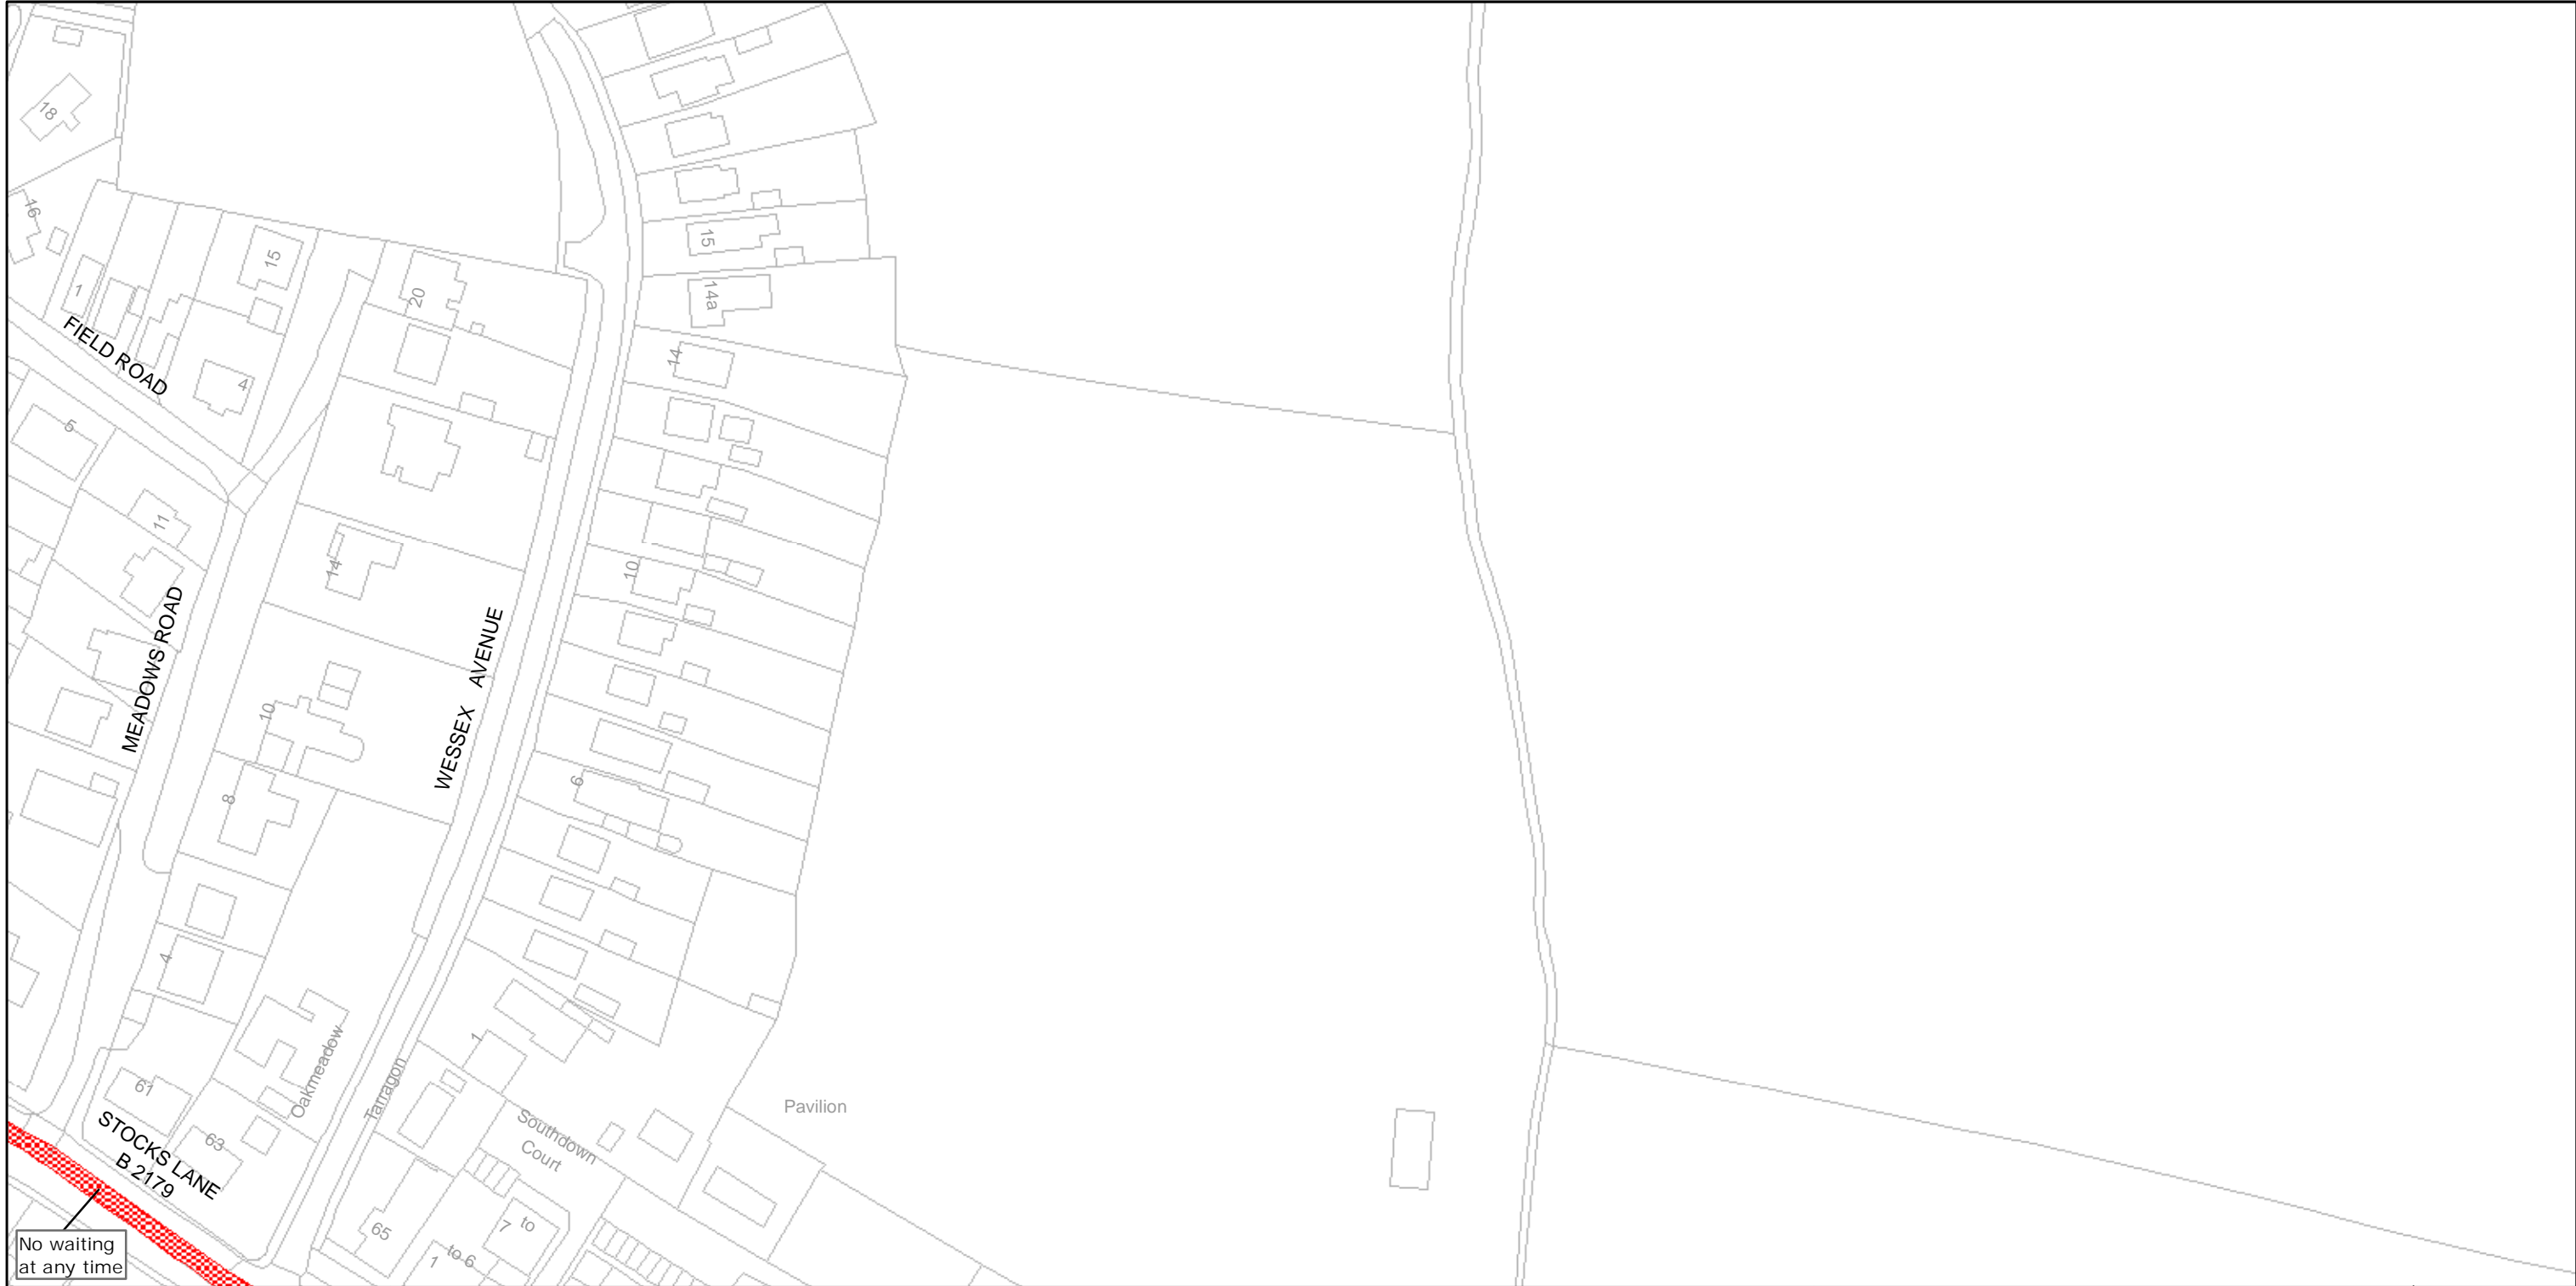 18
16
15
1
20
15
14a
14
FIELD ROAD
4
5
11
14
10
MEADOWS ROAD
WESSEX AVENUE
10
6
8
4
1
Oakmeadow
Tarragon
61
63
STOCKS LANE
B 2179
Southdown
Court
Pavilion
65
7 to
1 to 6
No waiting
at any time